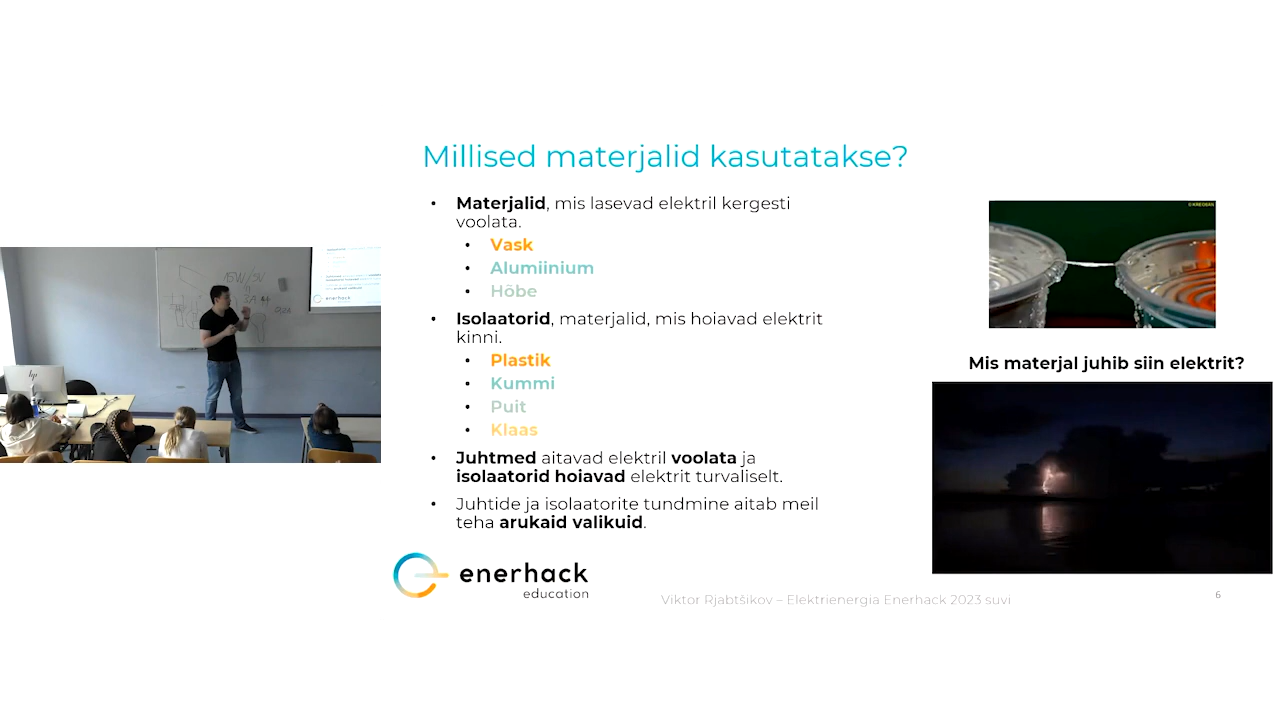 Millised materjalid kasutatakse?
• Materjalid, mis lasevad elektril kergesti
voolata.
• Vask
• Alumiinium
• Hõbe
• Isolaatorid, materjalid, mis hoiavad elektrit
kinni.
• Plastik
• Kummi
• Puit
• Klaas
• Juhtmed aitavad elektril voolata ja
isolaatorid hoiavad elektrit turvaliselt.
• Juhtide ja isolaatorite tundmine aitab meil
teha arukaid valikuid.
Mis materjal juhib siin elektrit?
enerhack
education
Viktor Rjabtšikov – Elektrienergia Enerhack 2023 suvi
6
15W/5V